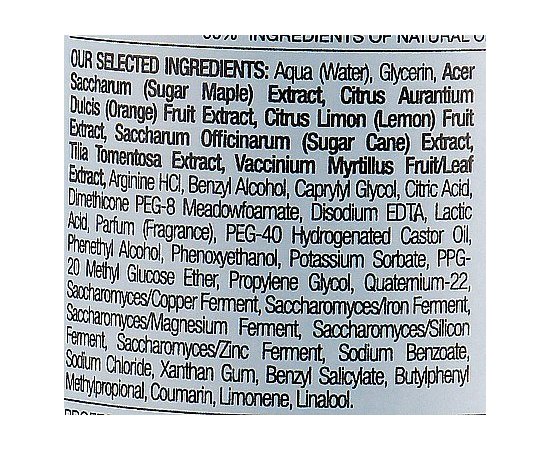 INGREDIENTS OF NATURAL O
OUR SELECTED INGREDIENTS: Aqua (Water), Glycerin, Acer
Saccharum (Sugar Maple) Extract, Citrus Aurantium
Dulcis (Orange) Fruit Extract, Citrus Limon (Lemon) Fruit
Extract, Saccharum Officinarum (Sugar Cane) Extract,
Tilia Tomentosa Extract, Vaccinium Myrtillus Fruit/Leaf
Extract, Arginine HCl, Benzyl Alcohol, Caprylyl Glycol, Citric Acid,
Dimethicone PEG-8 Meadowfoamate, Disodium EDTA, Lactic
Acid, Parfum (Fragrance), PEG-40 Hydrogenated Castor Oil,
Phenethyl Alcohol, Phenoxyethanol, Potassium Sorbate, PPG-
20 Methyl Glucose Ether, Propylene Glycol, Quaternium-22,
Saccharomyces/Copper Ferment, Saccharomyces/Iron Ferment,
Saccharomyces/Magnesium Ferment, Saccharomyces/Silicon
Ferment, Saccharomyces/Zinc Ferment, Sodium Benzoate,
Sodium Chloride, Xanthan Gum, Benzyl Salicylate, Butylphenyl
Methylpropional, Coumarin, Limonene, Linalool.